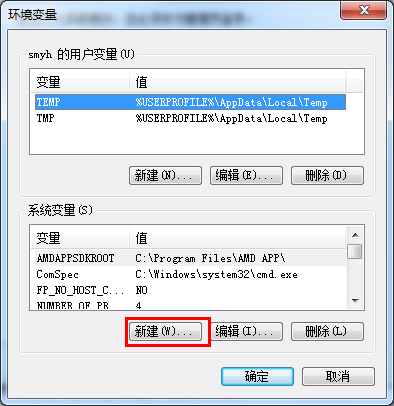 环境变量
smyh 的用户变量(U)
变量 值
TEMP %USERPROFILE%\AppData\Local\Temp
TMP %USERPROFILE%\AppData\Local\Temp
新建(N)... 编辑(E)... 删除(D)
系统变量(S)
变量 值
AMDAPPSDKROOT C:\Program Files\AMD APP\
ComSpec C:\Windows\system32\cmd.exe
FP_NO_HOST_C... NO
NUMBER_OF_PR... 4
新建(W)... 编辑(I)... 删除(L)
确定 取消